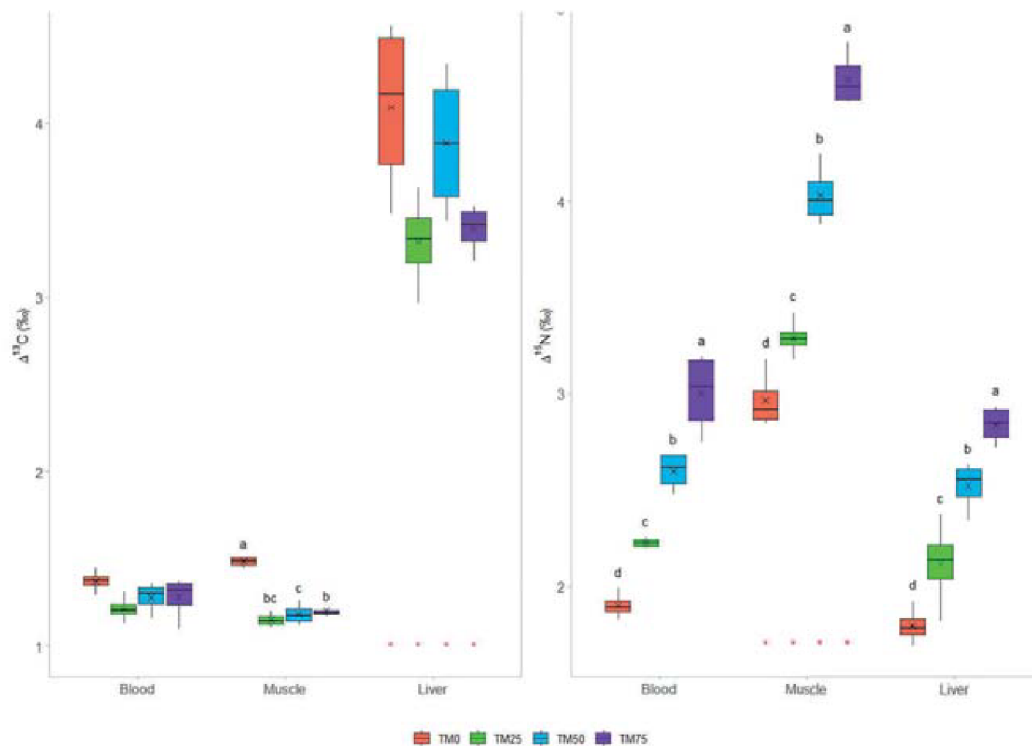 Δ¹³C (‰)
4
3
2
1
a
bc
c
b
Blood
Muscle
Liver
* * * *
Δ¹⁵N (‰)
4
3
2
d
c
b
a
d
c
b
a
d
c
b
a
* * * *
Blood
Muscle
Liver
TM0 TM25 TM50 TM75